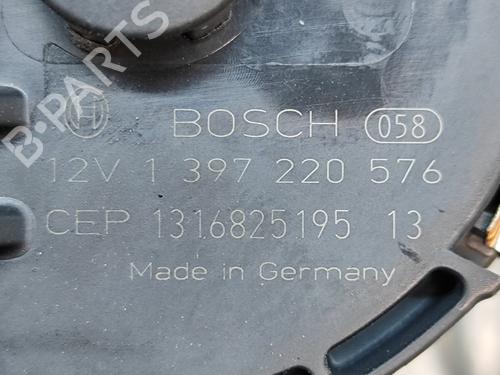 BOSCH 058
12V 1 397 220 576
CEP 1316825195 13
Made in Germany
B-PARTS